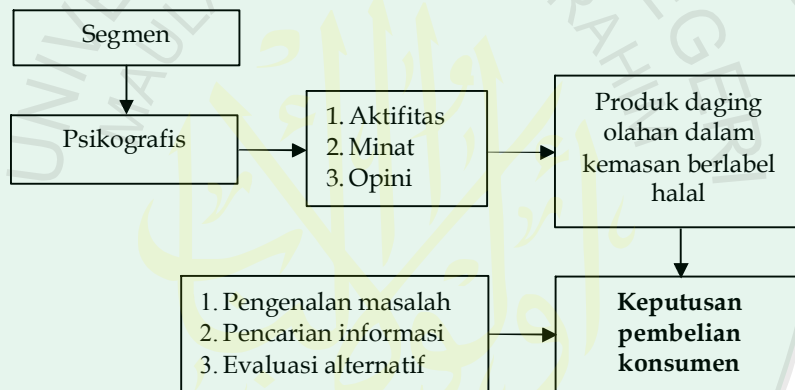 Segmen
Psikografis
1. Aktifitas
2. Minat
3. Opini
Produk daging
olahan dalam
kemasan berlabel
halal
1. Pengenalan masalah
2. Pencarian informasi
3. Evaluasi alternatif
Keputusan
pembelian
konsumen